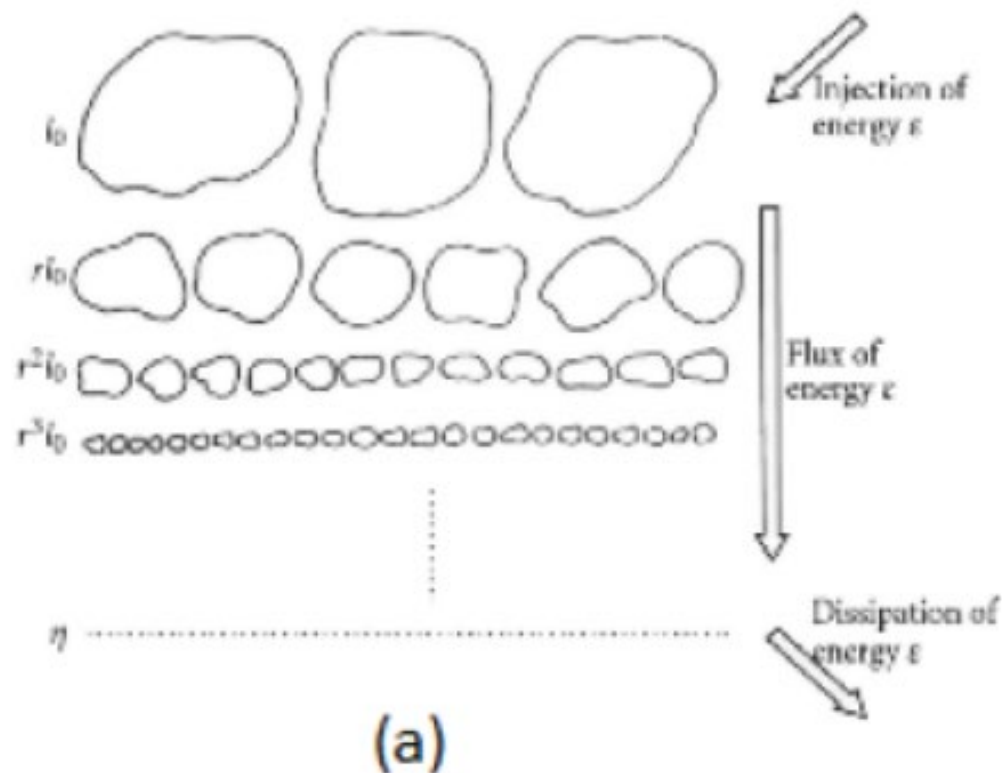 Injection of
energy ε
l₀
rl₀
r²l₀
Flux of
energy ε
r³l₀
Dissipation of
energy ε
η
(a)